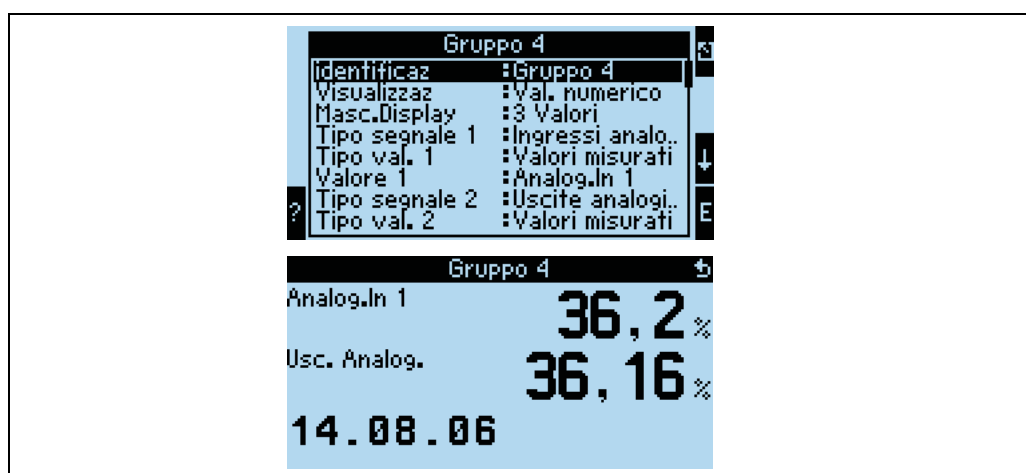 Gruppo 4
identificaz :Gruppo 4
Visualizzaz :Val. numerico
Masc.Display :3 Valori
Tipo segnale 1 :Ingressi analo..
Tipo val. 1 :Valori misurati
Valore 1 :Analog.In 1
Tipo segnale 2 :Uscite analogi..
Tipo val. 2 :Valori misurati
? E
Gruppo 4
Analog.In 1 36,2 %
Usc. Analog. 36,16 %
14.08.06